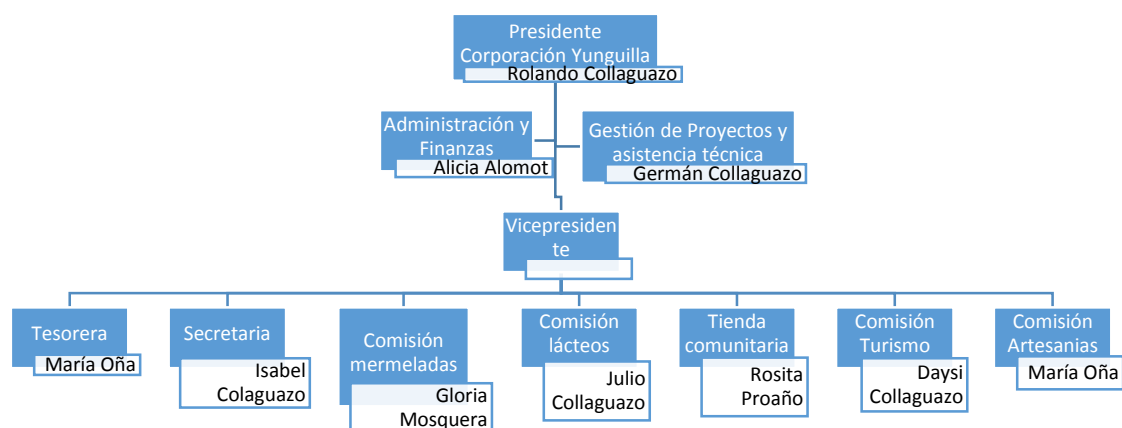 Presidente
Corporación Yunguilla
Rolando Collaguazo
Administración y
Finanzas
Alicia Alomot
Gestión de Proyectos y
asistencia técnica
Germán Collaguazo
Vicepresiden
te
Tesorera
María Oña
Secretaria
Isabel
Colaguazo
Comisión
mermeladas
Gloria
Mosquera
Comisión
lácteos
Julio
Collaguazo
Tienda
comunitaria
Rosita
Proaño
Comisión
Turismo
Daysi
Collaguazo
Comisión
Artesanias
María Oña